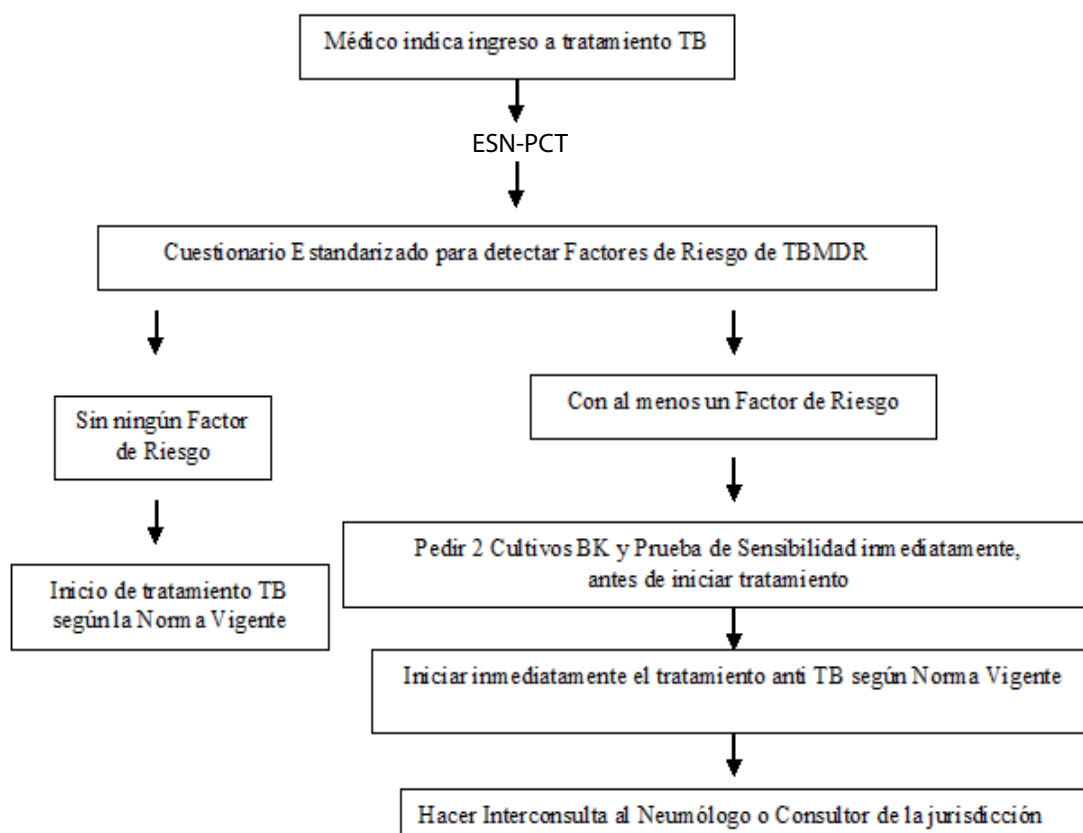 Médico indica ingreso a tratamiento TB
ESN-PCT
Cuestionario Estandarizado para detectar Factores de Riesgo de TBMDR
Sin ningún Factor
de Riesgo
Inicio de tratamiento TB
según la Norma Vigente
Con al menos un Factor de Riesgo
Pedir 2 Cultivos BK y Prueba de Sensibilidad inmediatamente,
antes de iniciar tratamiento
Iniciar inmediatamente el tratamiento anti TB según Norma Vigente
Hacer Interconsulta al Neumólogo o Consultor de la jurisdicción